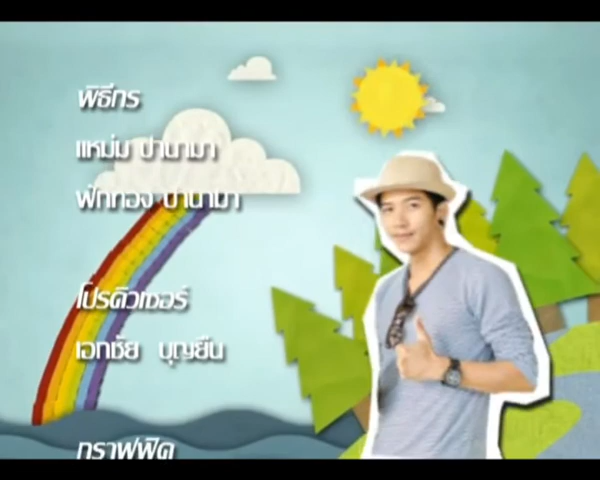 พิธีกร
แหม่ม ปานามา
ฟักทอง ปานามา
โปรดิวเซอร์
เอกชัย บุญยืน
กราฟฟิค